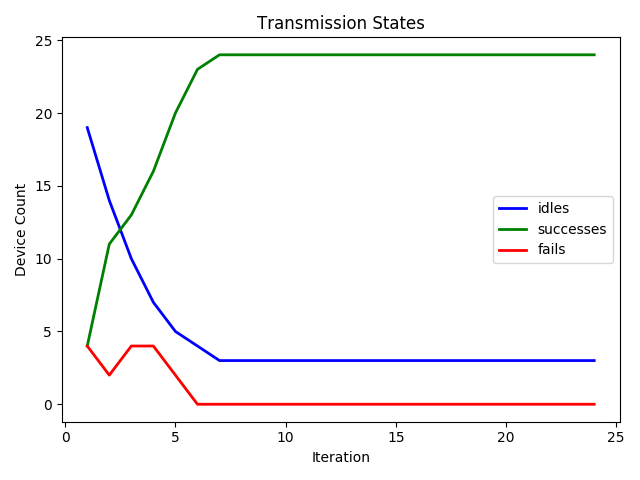 Transmission States
Device Count
25
20
15
10
5
0
idles
successes
fails
0 5 10 15 20 25
Iteration